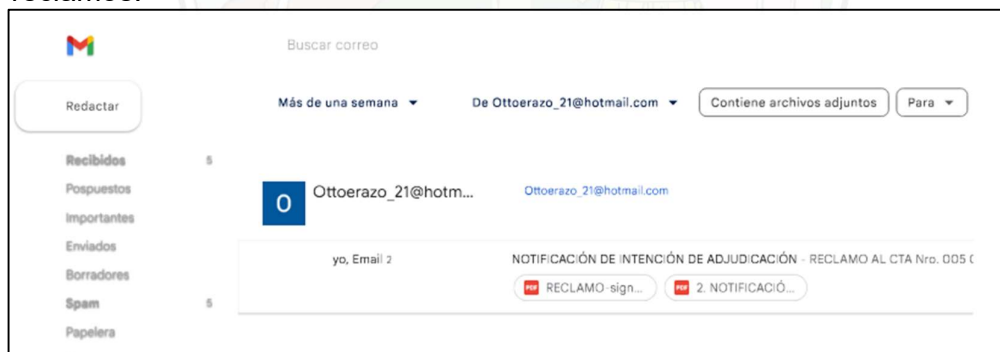 reclamos.
Buscar correo
Redactar
Más de una semana De Ottoerazo_21@hotmail.com Contiene archivos adjuntos Para
Recibidos 5
Pospuestos
Importantes
Enviados
Borradores
Spam 5
Papelera
O Ottoerazo_21@hotm... Ottoerazo_21@hotmail.com
yo, Email 2 NOTIFICACIÓN DE INTENCIÓN DE ADJUDICACIÓN - RECLAMO AL CTA Nro. 005
PDF RECLAMO-sign... PDF 2. NOTIFICACIÓ...